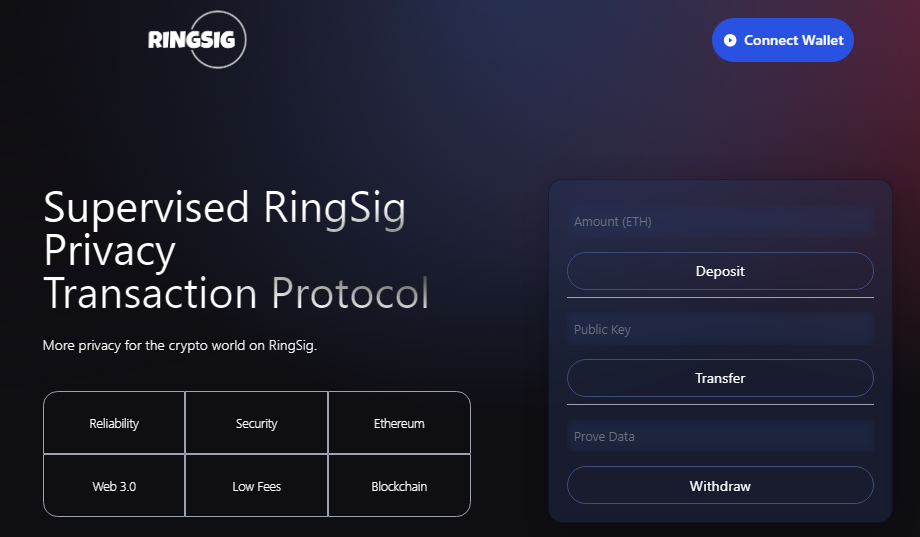 RINGSIG
Connect Wallet
Supervised RingSig
Privacy
Transaction Protocol
More privacy for the crypto world on RingSig.
Reliability
Security
Ethereum
Web 3.0
Low Fees
Blockchain
Amount (ETH)
Deposit
Public Key
Transfer
Prove Data
Withdraw